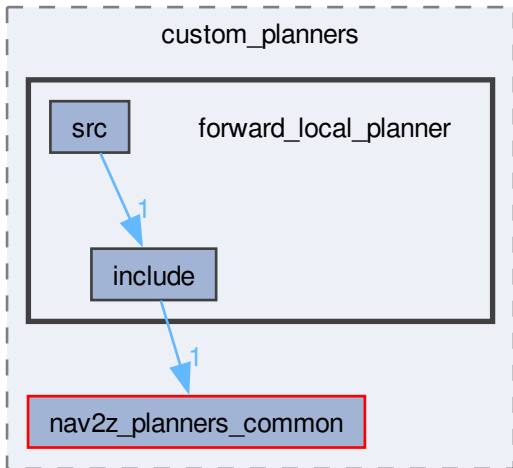 custom_planners
src
forward_local_planner
1
include
1
nav2z_planners_common